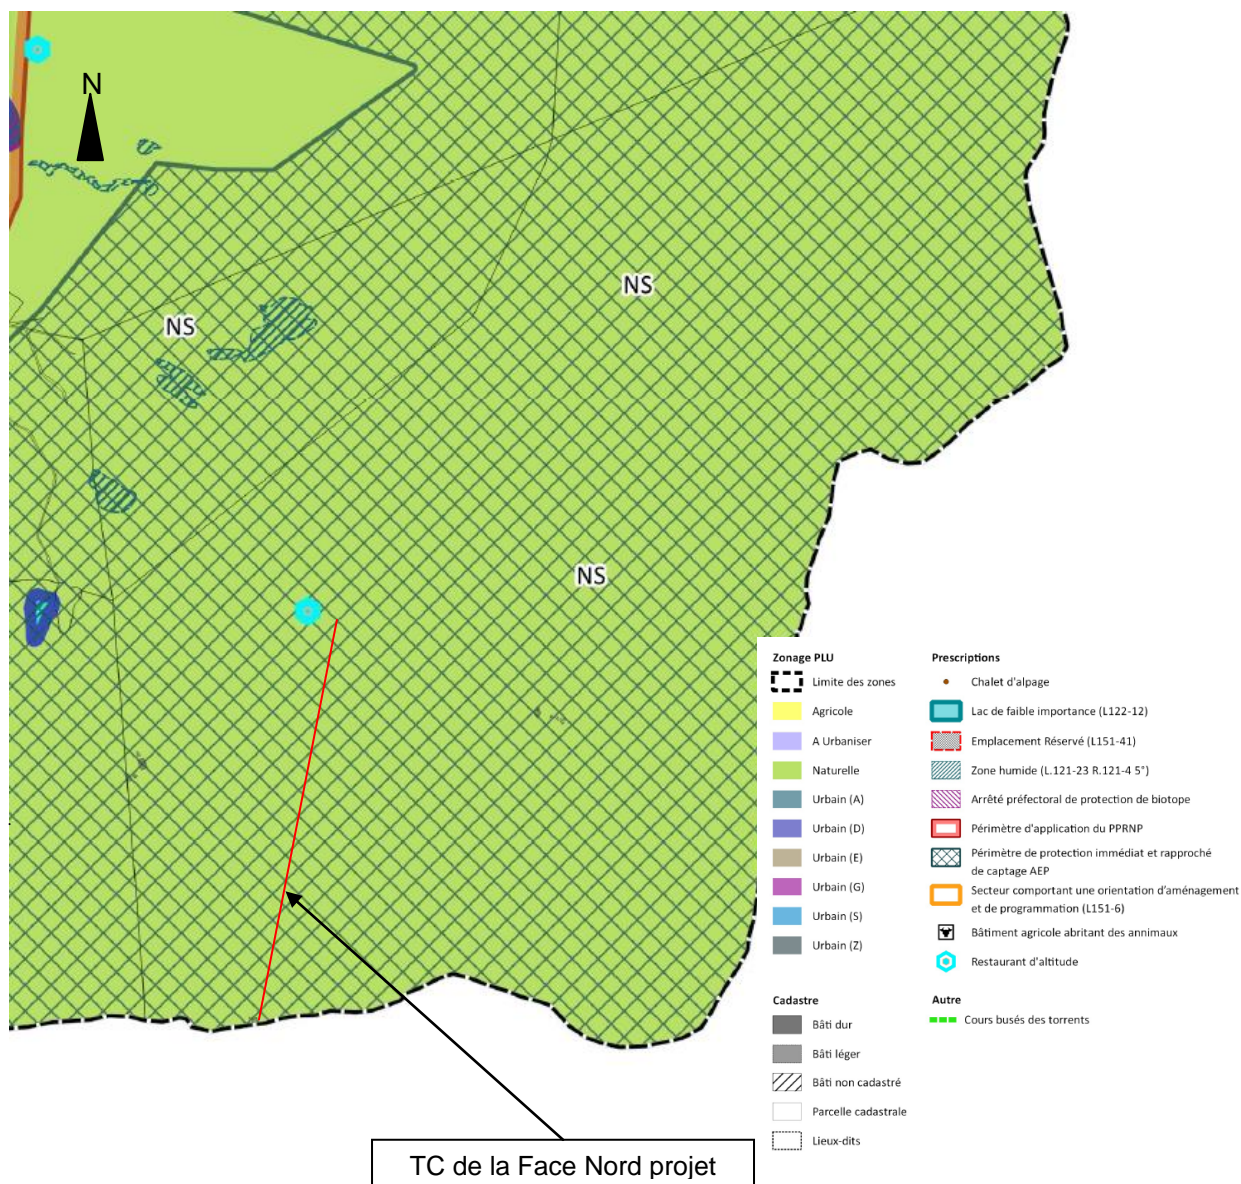 N
NS
NS
NS
Zonage PLU
Limite des zones
Agricole
A Urbaniser
Naturelle
Urbain (A)
Urbain (D)
Urbain (E)
Urbain (G)
Urbain (S)
Urbain (Z)
Cadastre
Bâti dur
Bâti léger
Bâti non cadastré
Parcelle cadastrale
Lieux-dits
Prescriptions
Chalet d'alpage
Lac de faible importance (L122-12)
Emplacement Réservé (L151-41)
Zone humide (L.121-23 R.121-4 5°)
Arrêté préfectoral de protection de biotope
Périmètre d'application du PPRNP
Périmètre de protection immédiat et rapproché
de captage AEP
Secteur comportant une orientation d'aménagement
et de programmation (L151-6)
Bâtiment agricole abritant des annimaux
Restaurant d'altitude
Autre
Cours busés des torrents
TC de la Face Nord projet